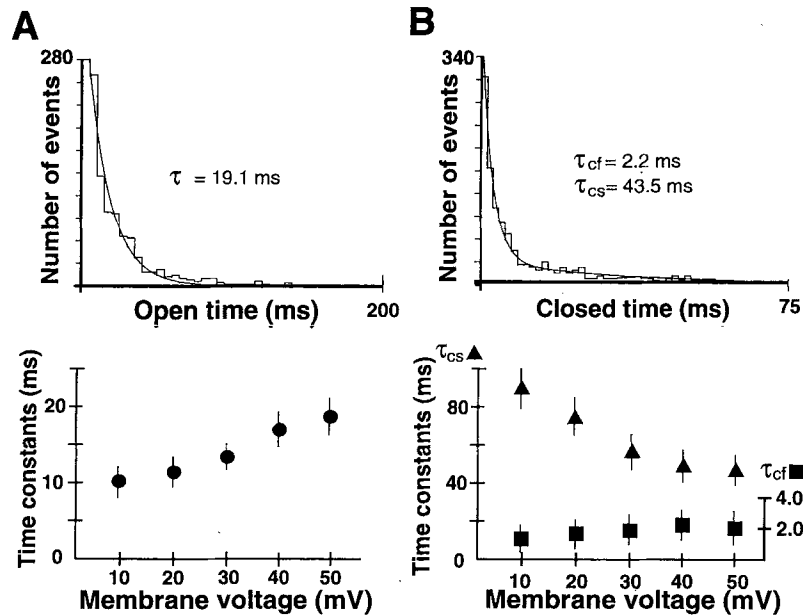 A
280
Number of events
τ = 19.1 ms
Open time (ms)
200
B
340
Number of events
τcf = 2.2 ms
τcs = 43.5 ms
Closed time (ms)
75
Time constants (ms)
20
10
0
10 20 30 40 50
Membrane voltage (mV)
τcs ▲
Time constants (ms)
80
40
0
τcf ■
4.0
2.0
10 20 30 40 50
Membrane voltage (mV)